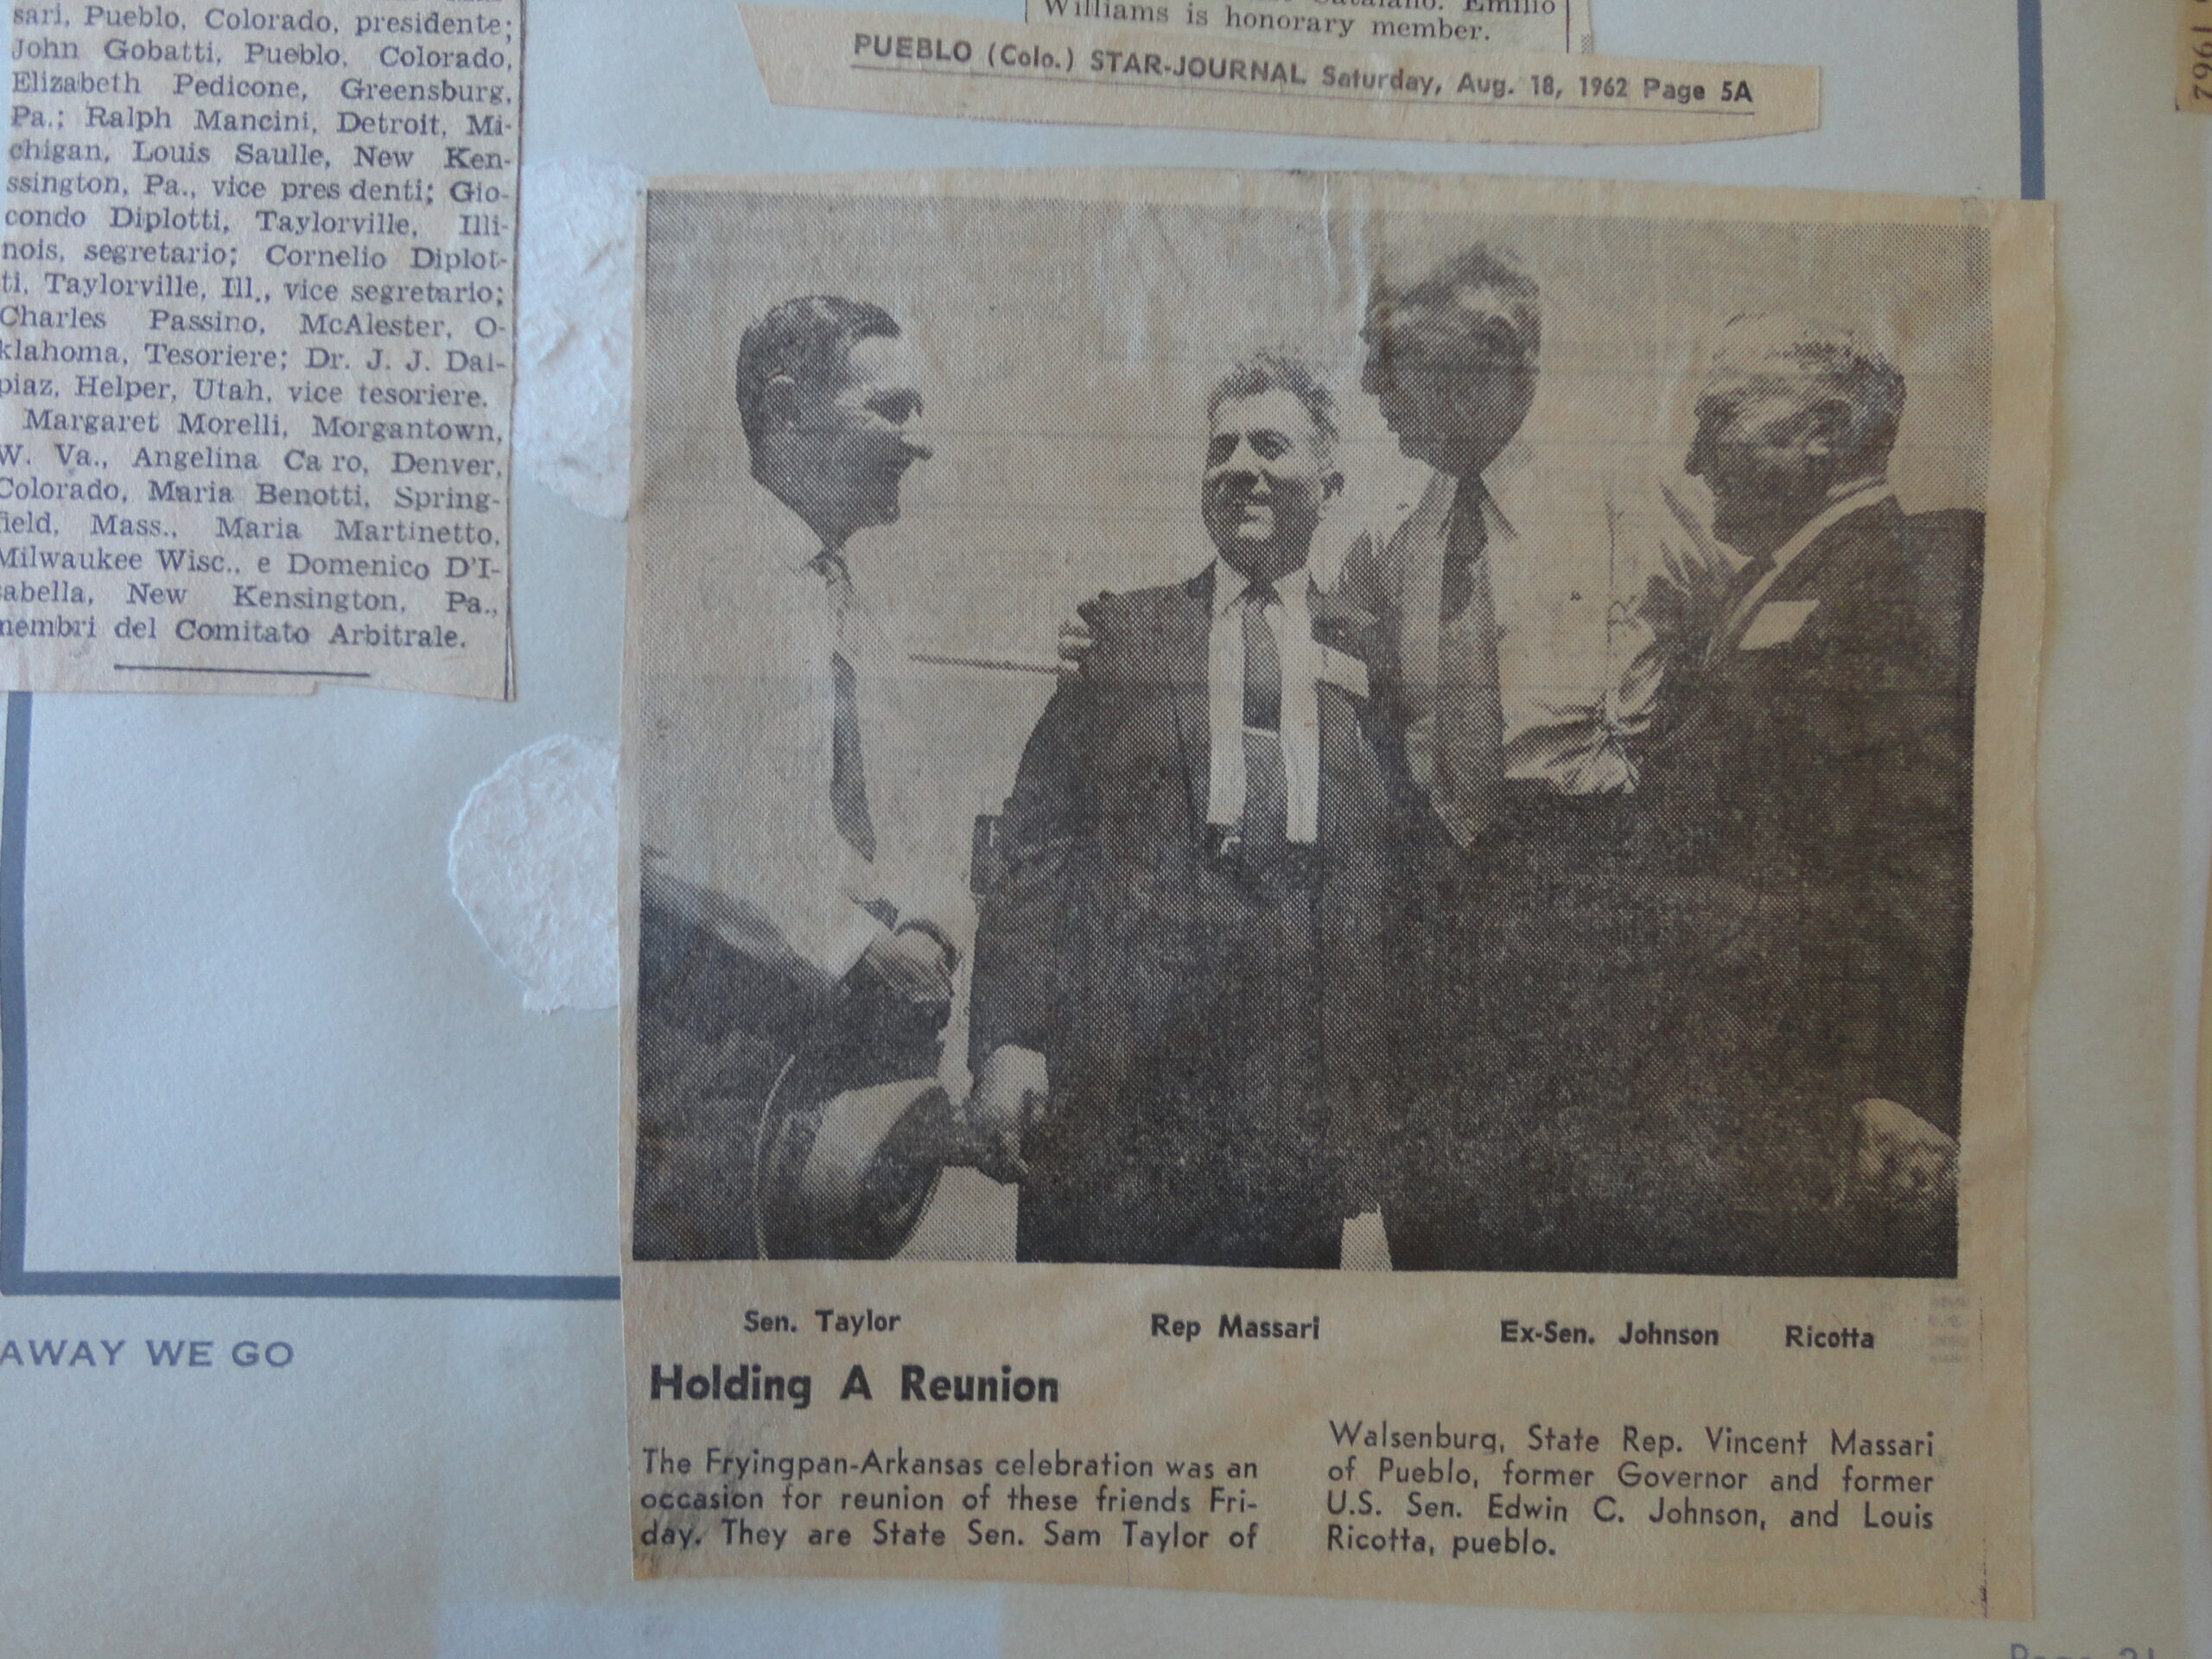 sari, Pueblo, Colorado, presidente;
John Gobatti, Pueblo, Colorado,
Elizabeth Pedicone, Greensburg,
Pa.; Ralph Mancini, Detroit, Mi-
chigan, Louis Saulle, New Ken-
ssington, Pa., vice pres denti; Gio-
condo Diplotti, Taylorville, Illi-
nois, segretario; Cornelio Diplot-
ti, Taylorville, Ill., vice segretario;
Charles Passino, McAlester, O-
klahoma, Tesoriere; Dr. J. J. Dal-
piaz, Helper, Utah, vice tesoriere.
Margaret Morelli, Morgantown,
W. Va., Angelina Ca ro, Denver,
Colorado, Maria Benotti, Spring-
field, Mass., Maria Martinetto,
Milwaukee Wisc., e Domenico D'I-
sabella, New Kensington, Pa.,
membri del Comitato Arbitrale.
AWAY WE GO
Emilio
Williams is honorary member.
PUEBLO (Colo.) STAR-JOURNAL Saturday, Aug. 18, 1962 Page 5A
1962
Sen. Taylor Rep Massari Ex-Sen. Johnson Ricotta
Holding A Reunion
The Fryingpan-Arkansas celebration was an
occasion for reunion of these friends Fri-
day. They are State Sen. Sam Taylor of
Walsenburg, State Rep. Vincent Massari
of Pueblo, former Governor and former
U.S. Sen. Edwin C. Johnson, and Louis
Ricotta, pueblo.